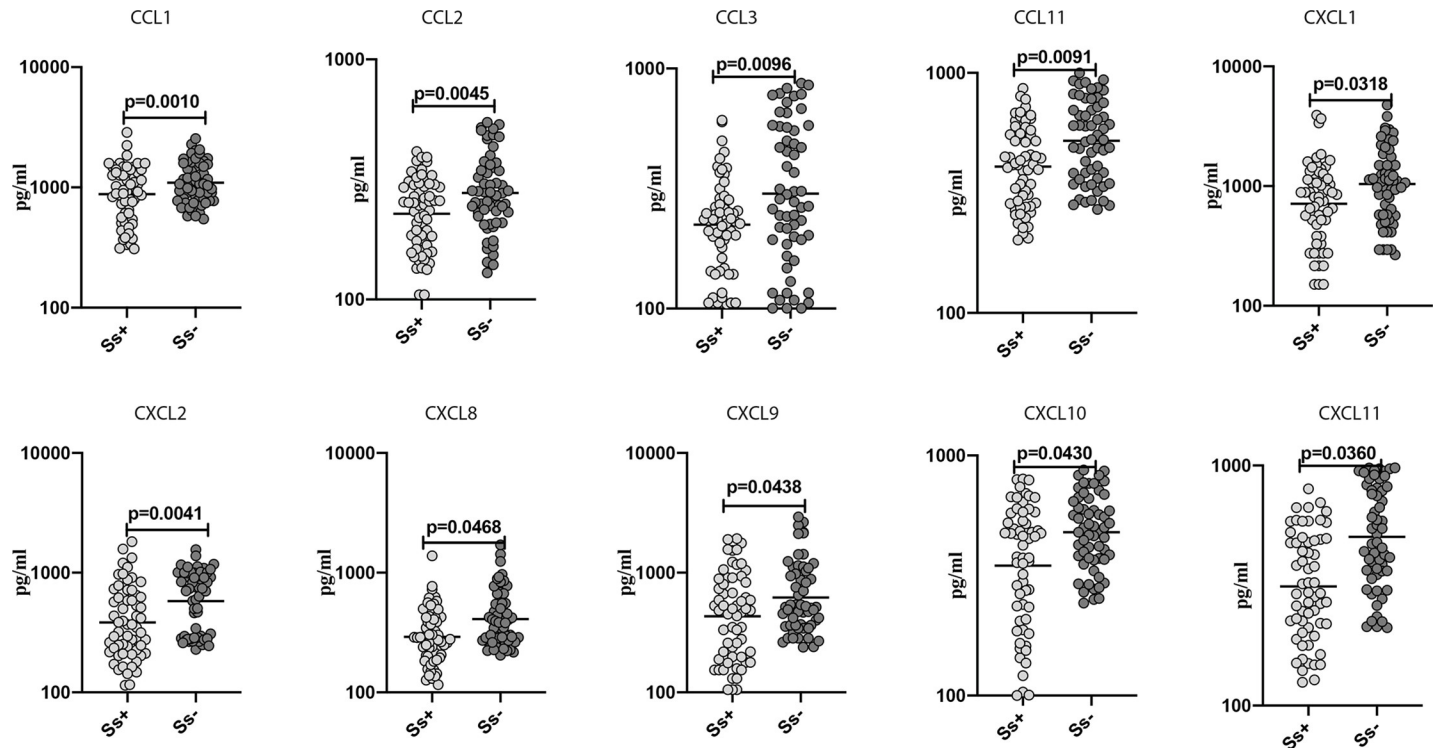 CCL1
10000
1000
100
pg/ml
p=0.0010
Ss+
Ss-
CCL2
1000
100
pg/ml
p=0.0045
Ss+
Ss-
CCL3
1000
100
pg/ml
p=0.0096
Ss+
Ss-
CCL11
1000
100
pg/ml
p=0.0091
Ss+
Ss-
CXCL1
10000
1000
100
pg/ml
p=0.0318
Ss+
Ss-
CXCL2
10000
1000
100
pg/ml
p=0.0041
Ss+
Ss-
CXCL8
10000
1000
100
pg/ml
p=0.0468
Ss+
Ss-
CXCL9
10000
1000
100
pg/ml
p=0.0438
Ss+
Ss-
CXCL10
1000
100
pg/ml
p=0.0430
Ss+
Ss-
CXCL11
1000
100
pg/ml
p=0.0360
Ss+
Ss-